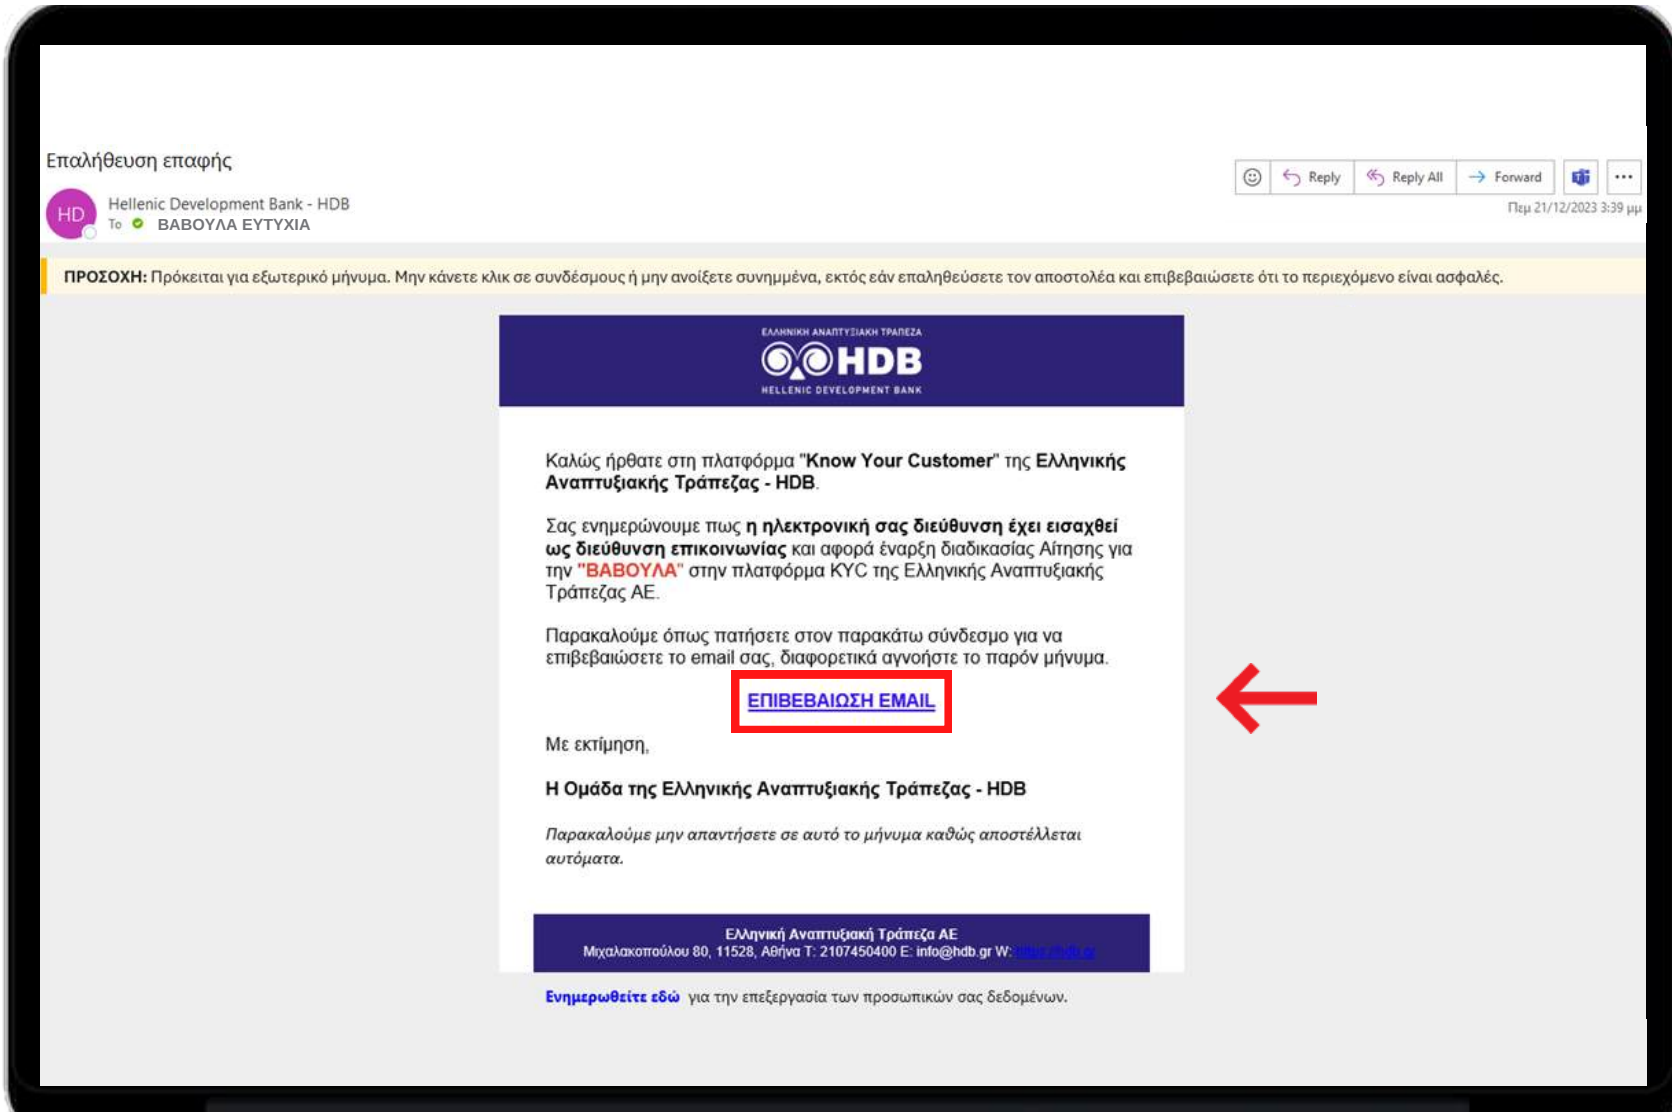 Επαλήθευση επαφής
Reply
Reply All
Forward
HD
Hellenic Development Bank - HDB
Πεμ 21/12/2023 3:39 μμ
To ΒΑΒΟΥΛΑ ΕΥΤΥΧΙΑ
ΠΡΟΣΟΧΗ: Πρόκειται για εξωτερικό μήνυμα. Μην κάνετε κλικ σε συνδέσμους ή μην ανοίξετε συνημμένα, εκτός εάν επαληθεύσετε τον αποστολέα και επιβεβαιώσετε ότι το περιεχόμενο είναι ασφαλές.
ΕΛΛΗΝΙΚΗ ΑΝΑΠΤΥΞΙΑΚΗ ΤΡΑΠΕΖΑ
HDB
HELLENIC DEVELOPMENT BANK
Καλώς ήρθατε στη πλατφόρμα "Know Your Customer" της Ελληνικής
Αναπτυξιακής Τράπεζας - HDB.
Σας ενημερώνουμε πως η ηλεκτρονική σας διεύθυνση έχει εισαχθεί
ως διεύθυνση επικοινωνίας και αφορά έναρξη διαδικασίας Αίτησης για
την "ΒΑΒΟΥΛΑ" στην πλατφόρμα KYC της Ελληνικής Αναπτυξιακής
Τράπεζας ΑΕ.
Παρακαλούμε όπως πατήσετε στον παρακάτω σύνδεσμο για να
επιβεβαιώσετε το email σας, διαφορετικά αγνοήστε το παρόν μήνυμα.
ΕΠΙΒΕΒΑΙΩΣΗ EMAIL
Με εκτίμηση,
Η Ομάδα της Ελληνικής Αναπτυξιακής Τράπεζας - HDB
Παρακαλούμε μην απαντήσετε σε αυτό το μήνυμα καθώς αποστέλλεται
αυτόματα.
Ελληνική Αναπτυξιακή Τράπεζα ΑΕ
Μιχαλακοπούλου 80, 11528, Αθήνα T: 2107450400 E: info@hdb.gr W: https://hdb.gr
Ενημερωθείτε εδώ για την επεξεργασία των προσωπικών σας δεδομένων.